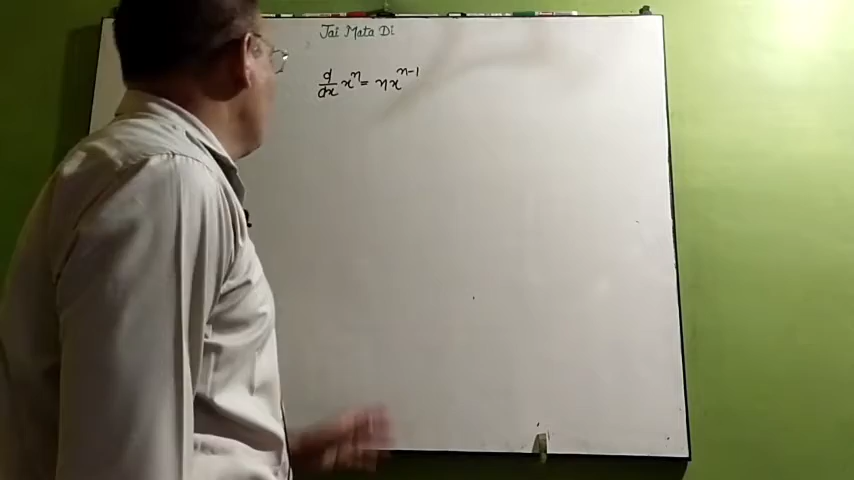 Jai Mata Di
d/dx x^n = nx^(n-1)